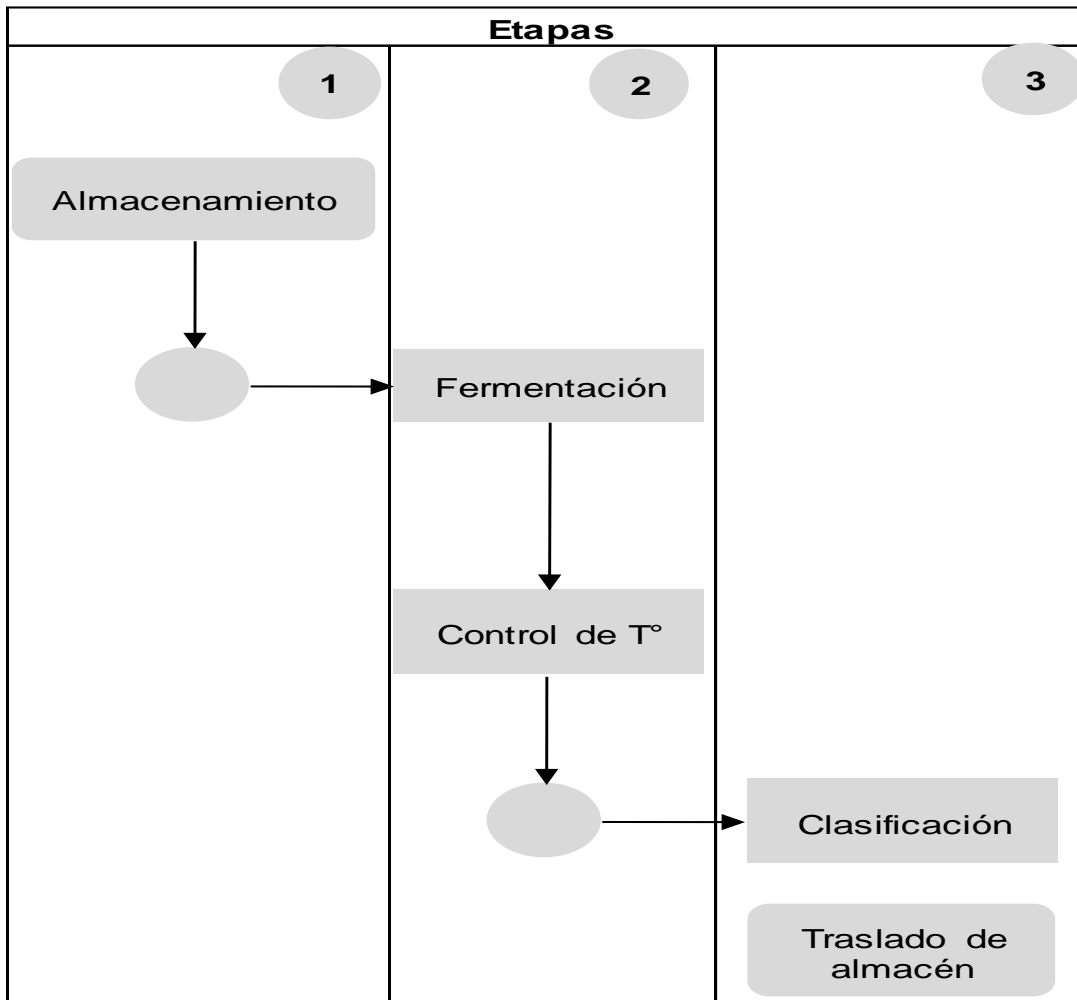 Etapas
1
2
3
Almacenamiento
Fermentación
Control de T°
Clasificación
Traslado de
almacén